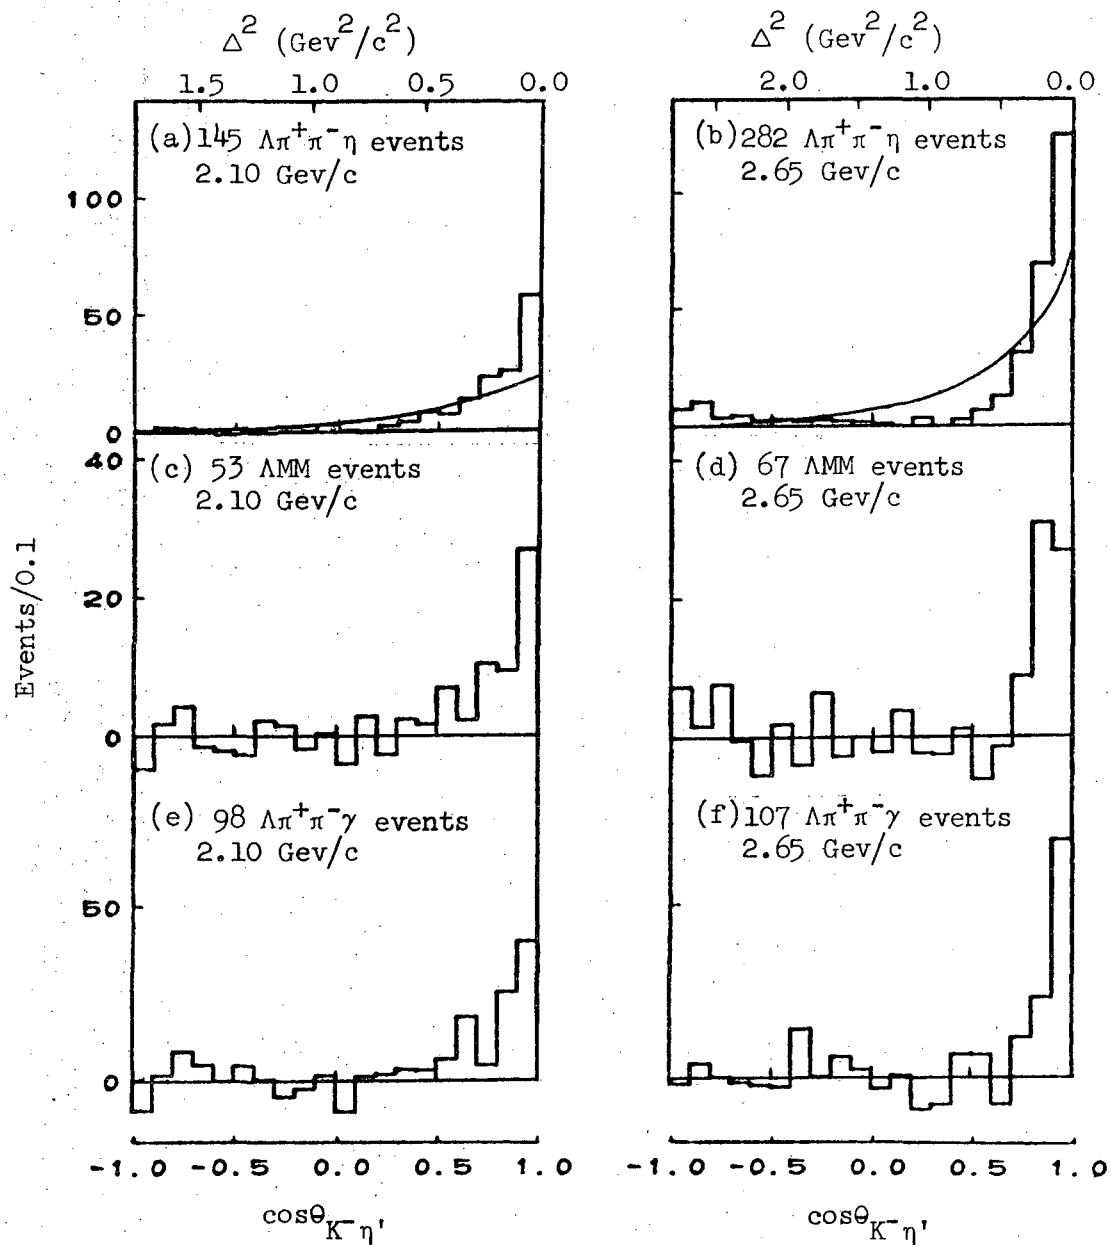 Δ² (Gev²/c²)
Δ² (Gev²/c²)
1.5 1.0 0.5 0.0
2.0 1.0 0.0
(a) 145 Λπ⁺π⁻η events
2.10 Gev/c
(b) 282 Λπ⁺π⁻η events
2.65 Gev/c
100
50
0
(c) 53 ΛMM events
2.10 Gev/c
(d) 67 ΛMM events
2.65 Gev/c
40
20
0
Events/0.1
(e) 98 Λπ⁺π⁻γ events
2.10 Gev/c
(f) 107 Λπ⁺π⁻γ events
2.65 Gev/c
50
0
-1.0 -0.5 0.0 0.5 1.0
-1.0 -0.5 0.0 0.5 1.0
cosθ_K⁻η'
cosθ_K⁻η'